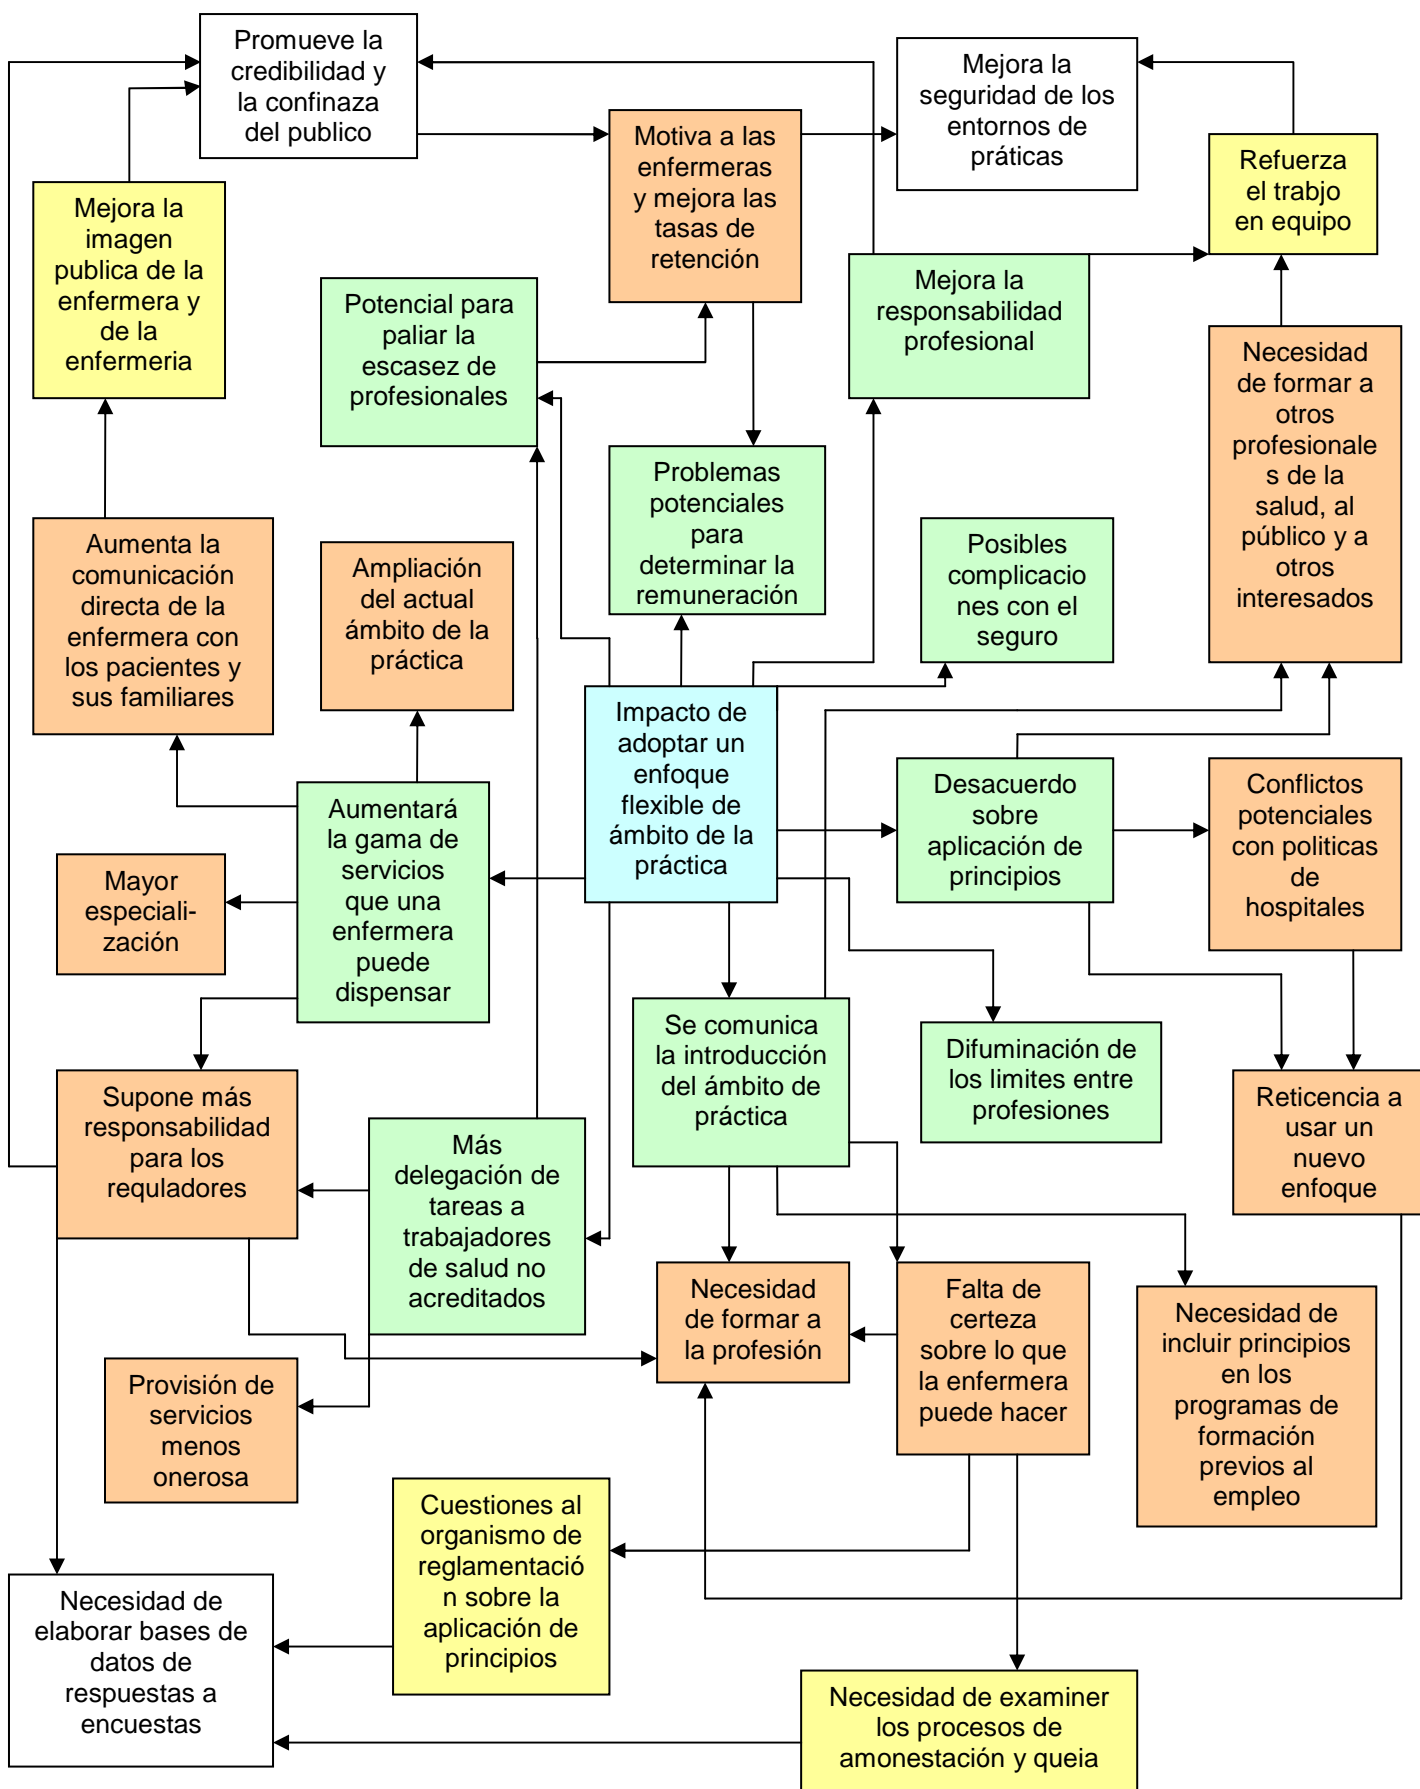 Promueve la
credibilidad y
la confinaza
del publico
Mejora la
seguridad de los
entornos de
práticas
Motiva a las
enfermeras
y mejora las
tasas de
retención
Refuerza
el trabjo
en equipo
Mejora la
imagen
publica de la
enfermera y
de la
enfermeria
Potencial para
paliar la
escasez de
profesionales
Mejora la
responsabilidad
profesional
Necesidad
de formar a
otros
profesionale
s de la
salud, al
público y a
otros
interesados
Problemas
potenciales
para
determinar la
remuneración
Aumenta la
comunicación
directa de la
enfermera con
los pacientes y
sus familiares
Ampliación
del actual
ámbito de la
práctica
Posibles
complicacio
nes con el
seguro
Impacto de
adoptar un
enfoque
flexible de
ámbito de la
práctica
Desacuerdo
sobre
aplicación de
principios
Conflictos
potenciales
con politicas
de
hospitales
Aumentará
la gama de
servicios
que una
enfermera
puede
dispensar
Mayor
especiali-
zación
Se comunica
la introducción
del ámbito de
práctica
Difuminación de
los limites entre
profesiones
Reticencia a
usar un
nuevo
enfoque
Supone más
responsabilidad
para los
requladores
Más
delegación de
tareas a
trabajadores
de salud no
acreditados
Necesidad
de formar a
la profesión
Falta de
certeza
sobre lo que
la enfermera
puede hacer
Necesidad de
incluir principios
en los
programas de
formación
previos al
empleo
Provisión de
servicios
menos
onerosa
Cuestiones al
organismo de
reglamentació
n sobre la
aplicación de
principios
Necesidad de
elaborar bases de
datos de
respuestas a
encuestas
Necesidad de examiner
los procesos de
amonestación y queia